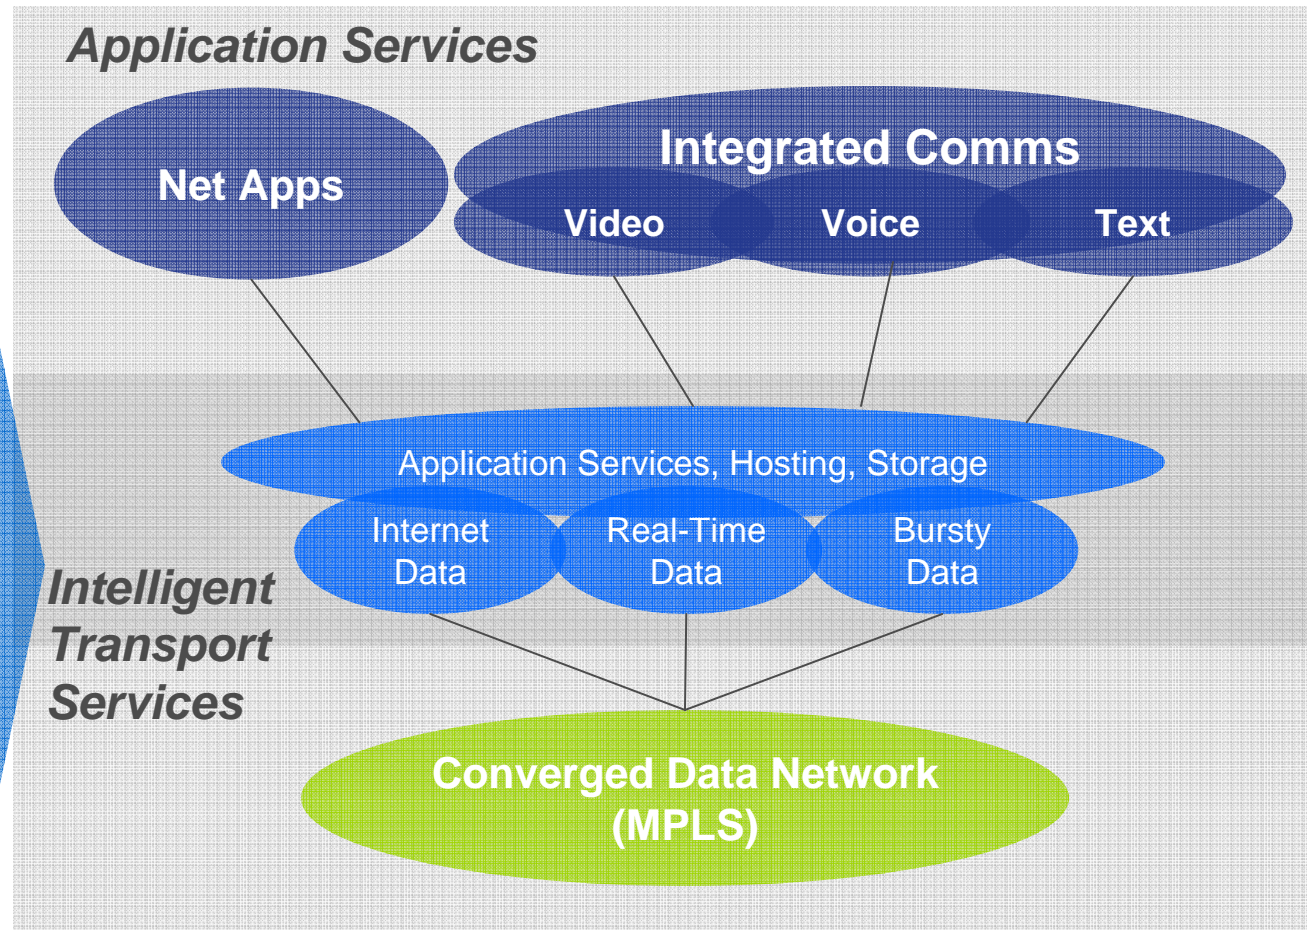 Application Services
Integrated Comms
Net Apps
Video
Voice
Text
Application Services, Hosting, Storage
Internet
Data
Real-Time
Data
Bursty
Data
Intelligent
Transport
Services
Converged Data Network
(MPLS)